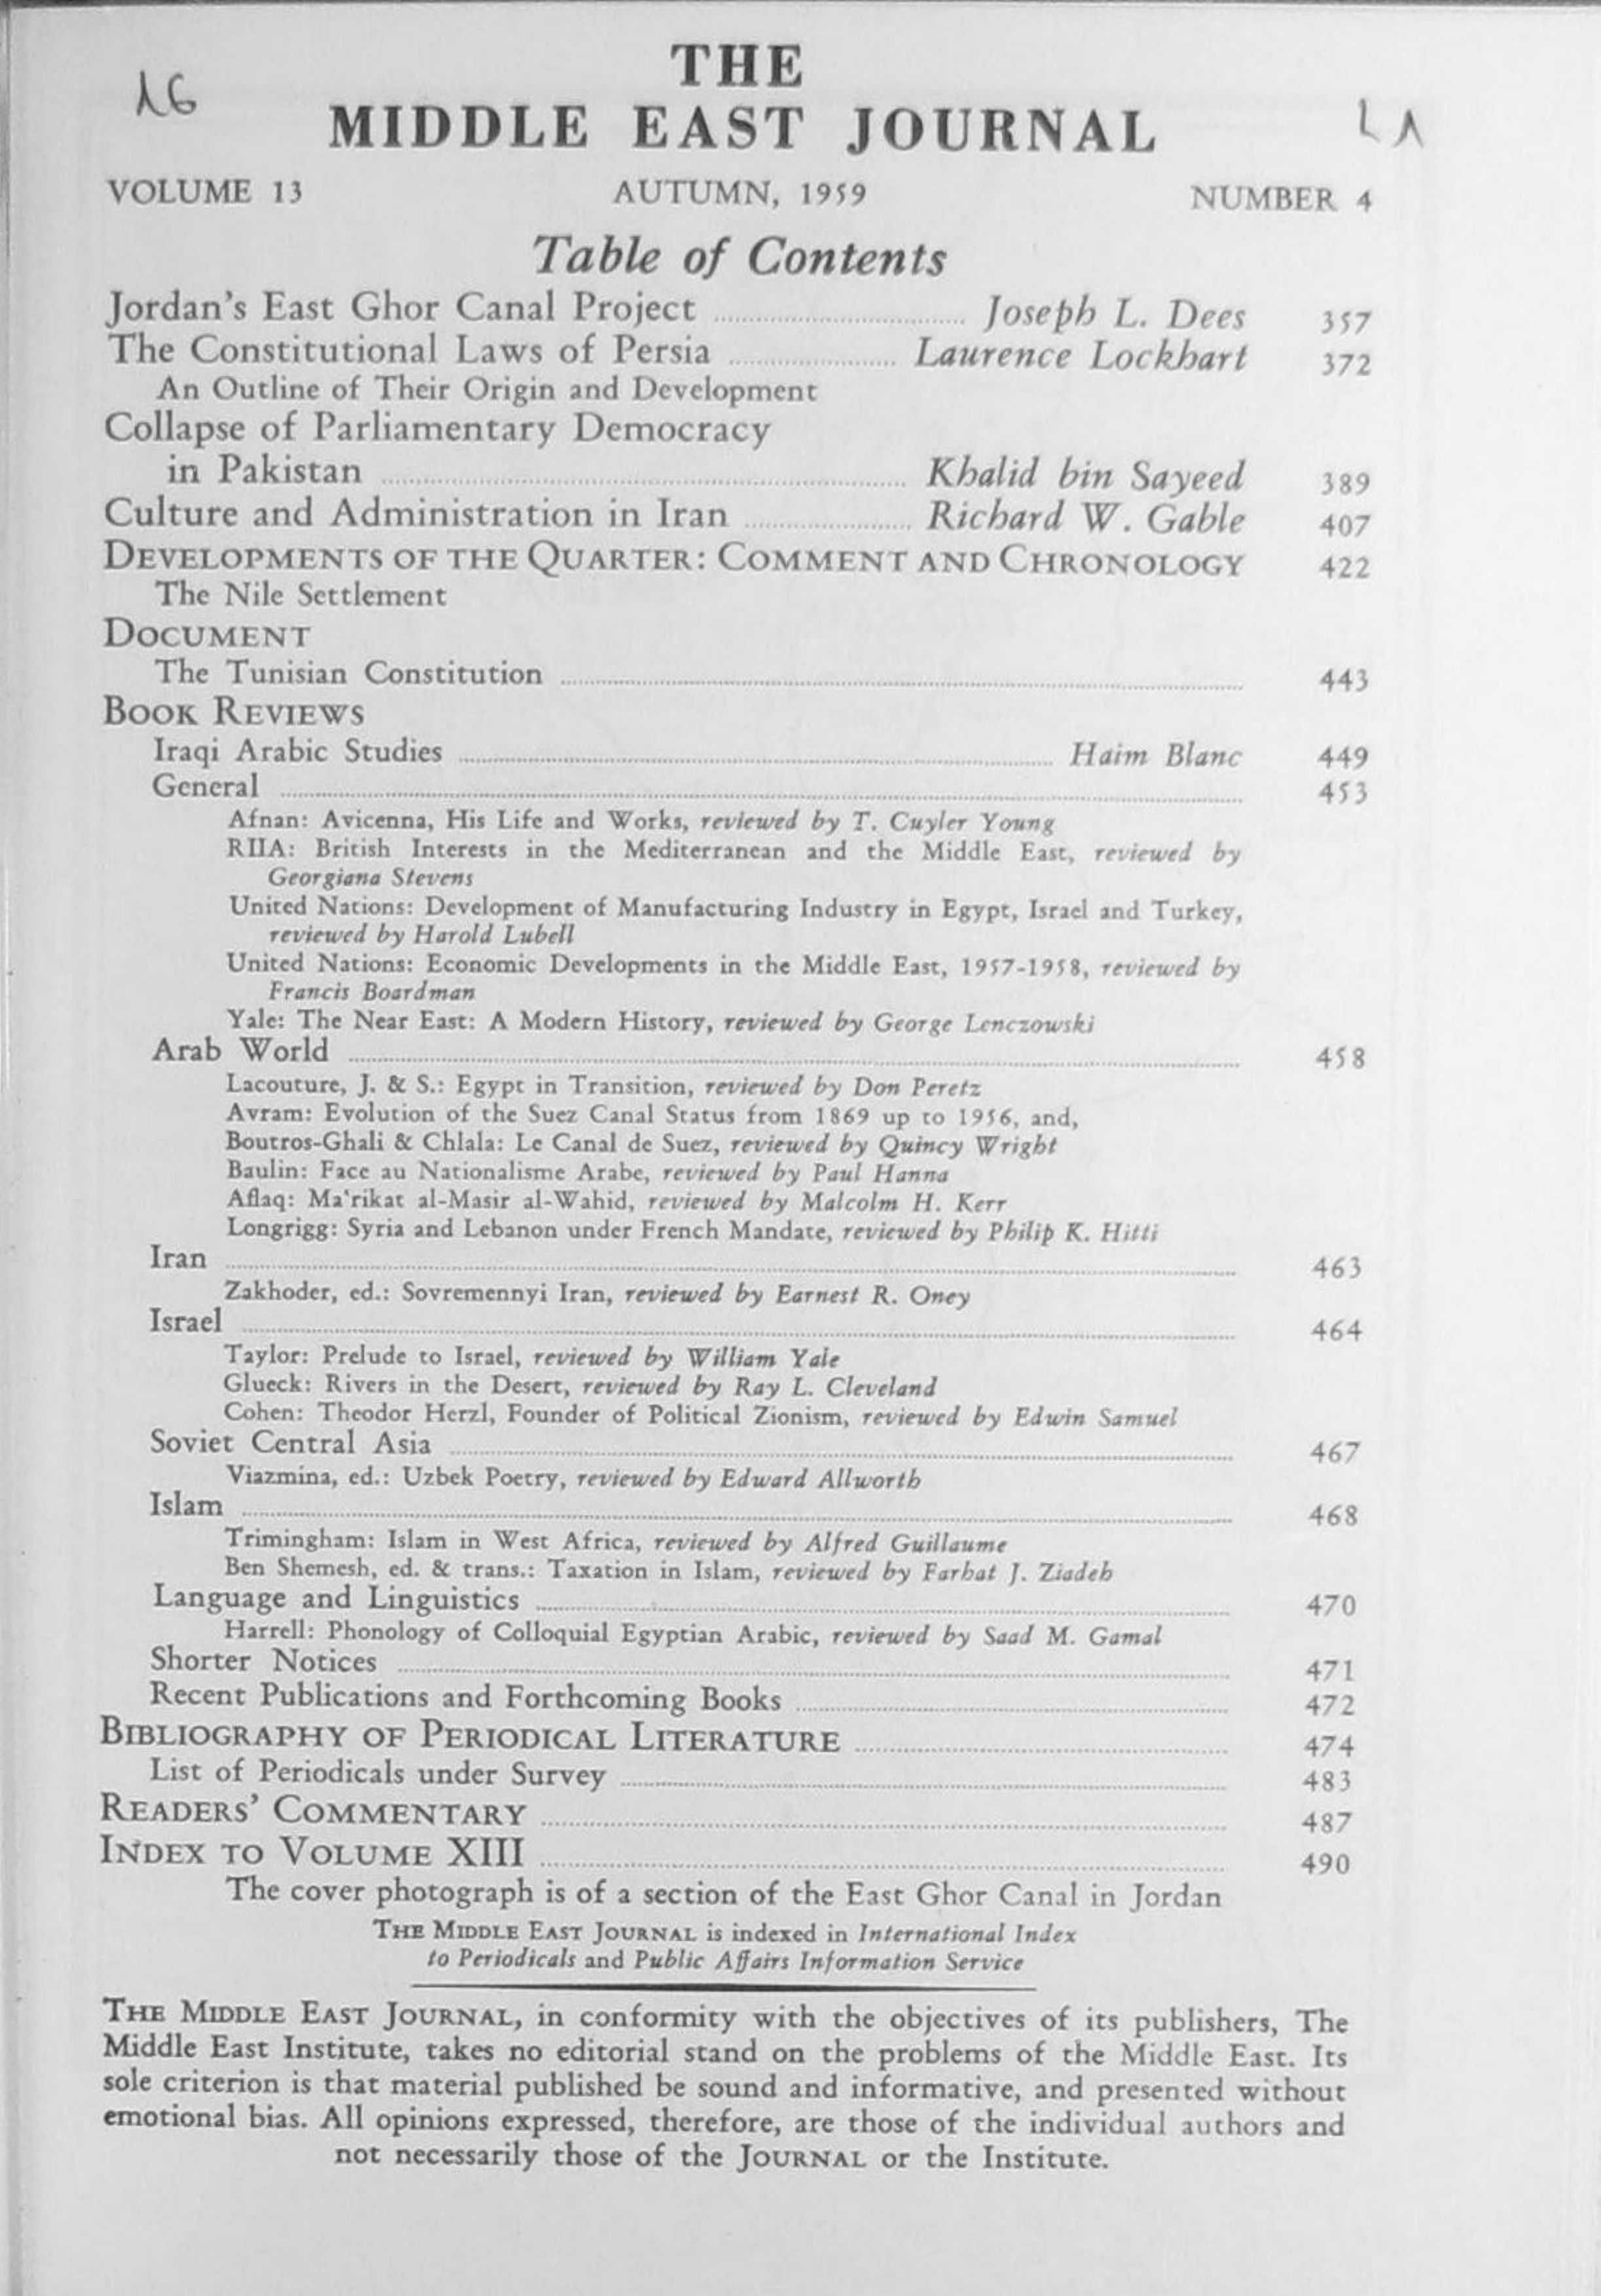 THE
MIDDLE EAST JOURNAL
VOLUME 13 AUTUMN, 1959 NUMBER 4
Table of Contents
Jordan's East Ghor Canal Project ........ Joseph L. Dees 357
The Constitutional Laws of Persia ........ Laurence Lockhart 372
An Outline of Their Origin and Development
Collapse of Parliamentary Democracy
in Pakistan ........ Khalid bin Sayeed 389
Culture and Administration in Iran ........ Richard W. Gable 407
DEVELOPMENTS OF THE QUARTER: COMMENT AND CHRONOLOGY 422
The Nile Settlement
DOCUMENT
The Tunisian Constitution ........ 443
BOOK REVIEWS
Iraqi Arabic Studies ........ Haim Blanc 449
General ........ 453
Afnan: Avicenna, His Life and Works, reviewed by T. Cuyler Young
RIIA: British Interests in the Mediterranean and the Middle East, reviewed by
Georgiana Stevens
United Nations: Development of Manufacturing Industry in Egypt, Israel and Turkey,
reviewed by Harold Lubell
United Nations: Economic Developments in the Middle East, 1957-1958, reviewed by
Francis Boardman
Yale: The Near East: A Modern History, reviewed by George Lenczowski
Arab World ........ 458
Lacouture, J. & S.: Egypt in Transition, reviewed by Don Peretz
Avram: Evolution of the Suez Canal Status from 1869 up to 1956, and,
Boutros-Ghali & Chlala: Le Canal de Suez, reviewed by Quincy Wright
Baulin: Face au Nationalisme Arabe, reviewed by Paul Hanna
Aflaq: Ma'rikat al-Masir al-Wahid, reviewed by Malcolm H. Kerr
Longrigg: Syria and Lebanon under French Mandate, reviewed by Philip K. Hitti
Iran ........ 463
Zakhoder, ed.: Sovremennyi Iran, reviewed by Earnest R. Oney
Israel ........ 464
Taylor: Prelude to Israel, reviewed by William Yale
Glueck: Rivers in the Desert, reviewed by Ray L. Cleveland
Cohen: Theodor Herzl, Founder of Political Zionism, reviewed by Edwin Samuel
Soviet Central Asia ........ 467
Viazmina, ed.: Uzbek Poetry, reviewed by Edward Allworth
Islam ........ 468
Trimingham: Islam in West Africa, reviewed by Alfred Guillaume
Ben Shemesh, ed. & trans.: Taxation in Islam, reviewed by Farhat J. Ziadeh
Language and Linguistics ........ 470
Harrell: Phonology of Colloquial Egyptian Arabic, reviewed by Saad M. Gamal
Shorter Notices ........ 471
Recent Publications and Forthcoming Books ........ 472
BIBLIOGRAPHY OF PERIODICAL LITERATURE ........ 474
List of Periodicals under Survey ........ 483
READERS' COMMENTARY ........ 487
INDEX TO VOLUME XIII ........ 490
The cover photograph is of a section of the East Ghor Canal in Jordan
THE MIDDLE EAST JOURNAL is indexed in International Index
to Periodicals and Public Affairs Information Service
THE MIDDLE EAST JOURNAL, in conformity with the objectives of its publishers, The
Middle East Institute, takes no editorial stand on the problems of the Middle East. Its
sole criterion is that material published be sound and informative, and presented without
emotional bias. All opinions expressed, therefore, are those of the individual authors and
not necessarily those of the JOURNAL or the Institute.